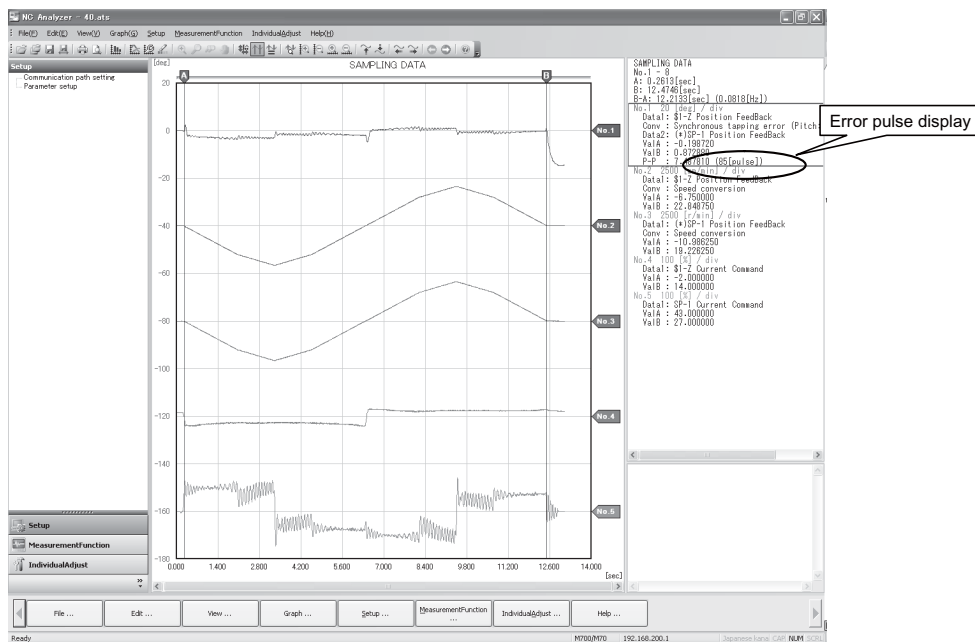 NC Analyzer - 40.ats
File(F) Edit(E) View(V) Graph(G) Setup MeasurementFunction IndividualAdjust Help(H)
Setup
Communication path setting
Parameter setup
Setup
MeasurementFunction
IndividualAdjust
[deg]
SAMPLING DATA
A
B
20
0
-20
-40
-60
-80
-100
-120
-140
-160
-180
No.1
No.2
No.3
No.4
No.5
0.000 1.400 2.800 4.200 5.600 7.000 8.400 9.800 11.200 12.600 14.000
[sec]
SAMPLING DATA
No.1 - 8
A: 0.2613[sec]
B: 12.4746[sec]
B-A: 12.2133[sec] (0.0818[Hz])
No.1 20 [deg] / div
Data1: $1-Z Position FeedBack
Conv : Synchronous tapping error (Pitch:
Data2: (*)SP-1 Position FeedBack
ValA : -0.198720
ValB : 0.872890
P-P : (85[pulse])
No.2 2500 / div
Data1: $1-Z Position FeedBack
Conv : Speed conversion
ValA : -6.750000
ValB : 22.848750
No.3 2500 [r/min] / div
Data1: (*)SP-1 Position FeedBack
Conv : Speed conversion
ValA : -10.986250
ValB : 19.226250
No.4 100 [%] / div
Data1: $1-Z Current Command
ValA : -2.000000
ValB : 14.000000
No.5 100 [%] / div
Data1: SP-1 Current Command
ValA : 43.000000
ValB : 27.000000
Error pulse display
File ... Edit ... View ... Graph ... Setup ... MeasurementFunction ... IndividualAdjust ... Help ...
Ready M700/M70 192.168.200.1 Japanese kana CAP NUM SCRL